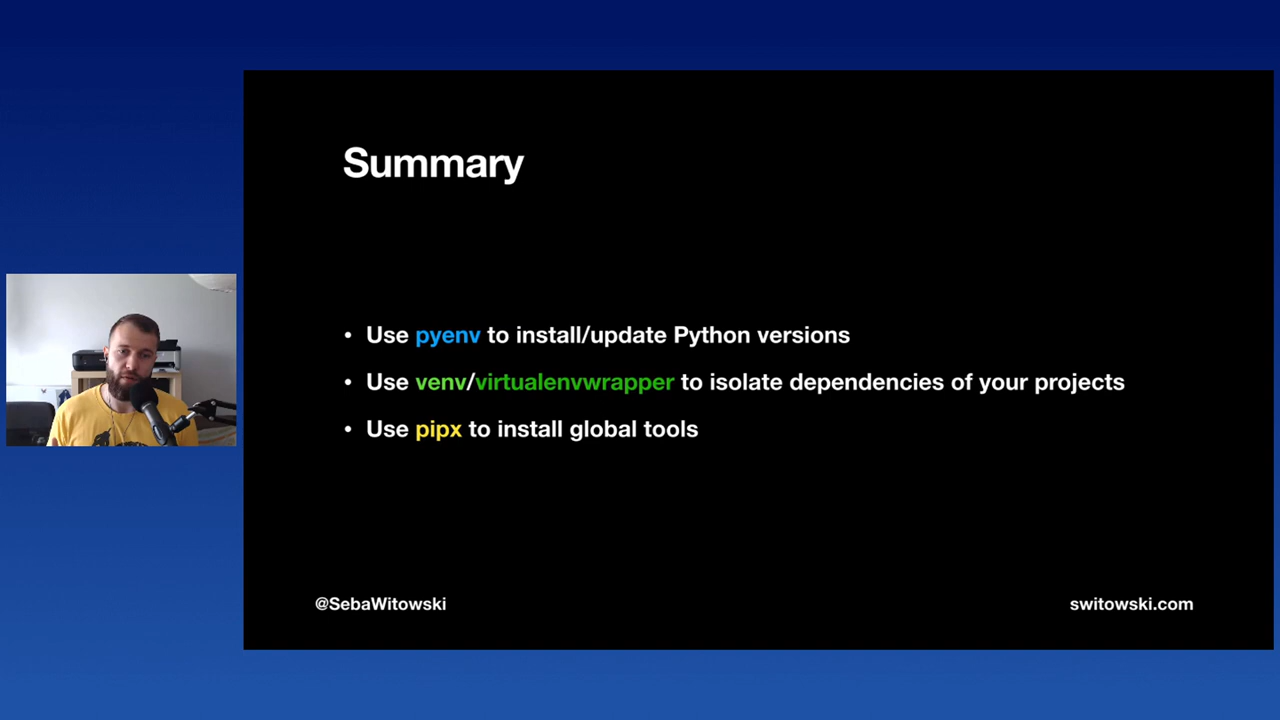 Summary
• Use pyenv to install/update Python versions
• Use venv/virtualenvwrapper to isolate dependencies of your projects
• Use pipx to install global tools
@SebaWitowski
switowski.com